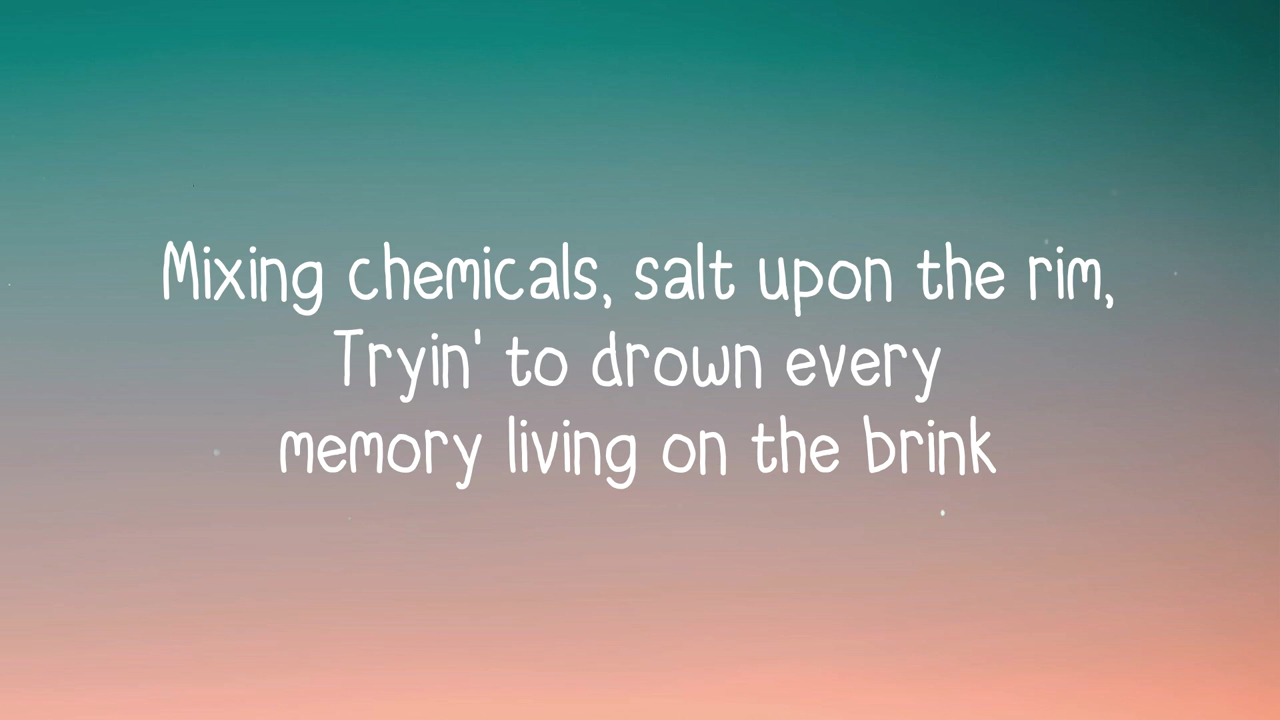 Mixing chemicals, salt upon the rim,
Tryin' to drown every
memory living on the brink